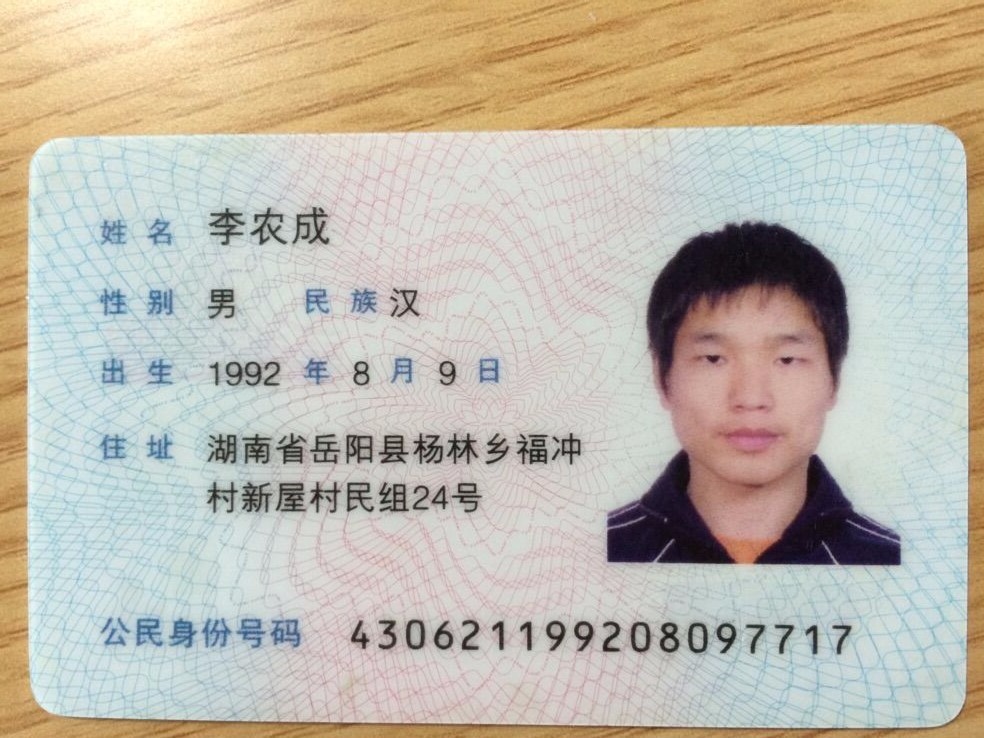 姓名 李农成
性别 男 民族 汉
出生 1992 年 8 月 9 日
住址 湖南省岳阳县杨林乡福冲
村新屋村民组24号
公民身份号码 430621199208097717